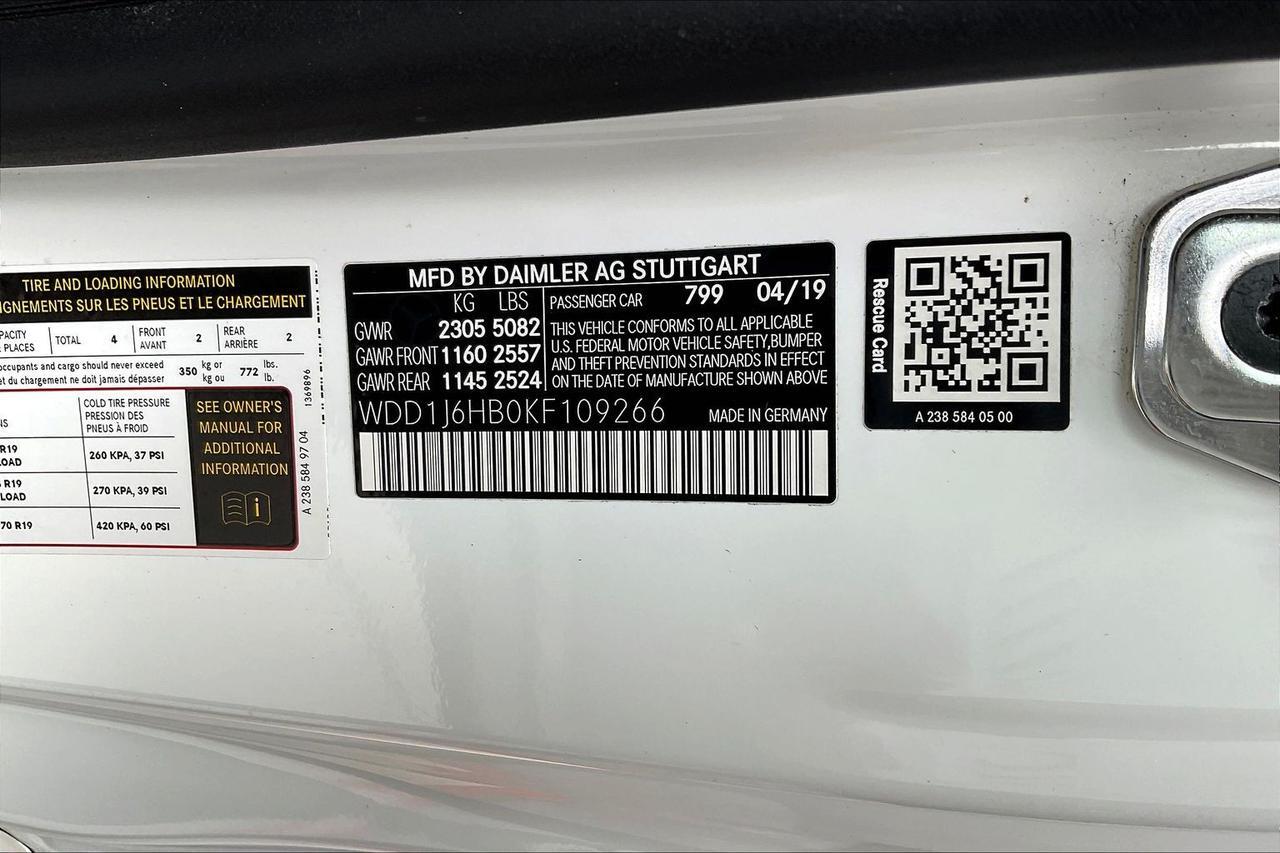 TIRE AND LOADING INFORMATION
IGNEMENTS SUR LES PNEUS ET LE CHARGEMENT
PACITY
PLACES
TOTAL 4
FRONT
AVANT
2
REAR
ARRIÈRE
2
occupants and cargo should never exceed
et du chargement ne doit jamais dépasser
350
kg or
kg ou
772
lbs.
lb.
COLD TIRE PRESSURE
PRESSION DES
PNEUS À FROID
R19
LOAD
260 KPA, 37 PSI
R19
LOAD
270 KPA, 39 PSI
70 R19
420 KPA, 60 PSI
SEE OWNER'S
MANUAL FOR
ADDITIONAL
INFORMATION
A 238 584 97 04
1369896
MFD BY DAIMLER AG STUTTGART
KG LBS
GVWR 2305 5082
GAWR FRONT 1160 2557
GAWR REAR 1145 2524
PASSENGER CAR 799 04/19
THIS VEHICLE CONFORMS TO ALL APPLICABLE
U.S. FEDERAL MOTOR VEHICLE SAFETY,BUMPER
AND THEFT PREVENTION STANDARDS IN EFFECT
ON THE DATE OF MANUFACTURE SHOWN ABOVE
WDD1J6HB0KF109266 MADE IN GERMANY
Rescue Card
A 238 584 05 00